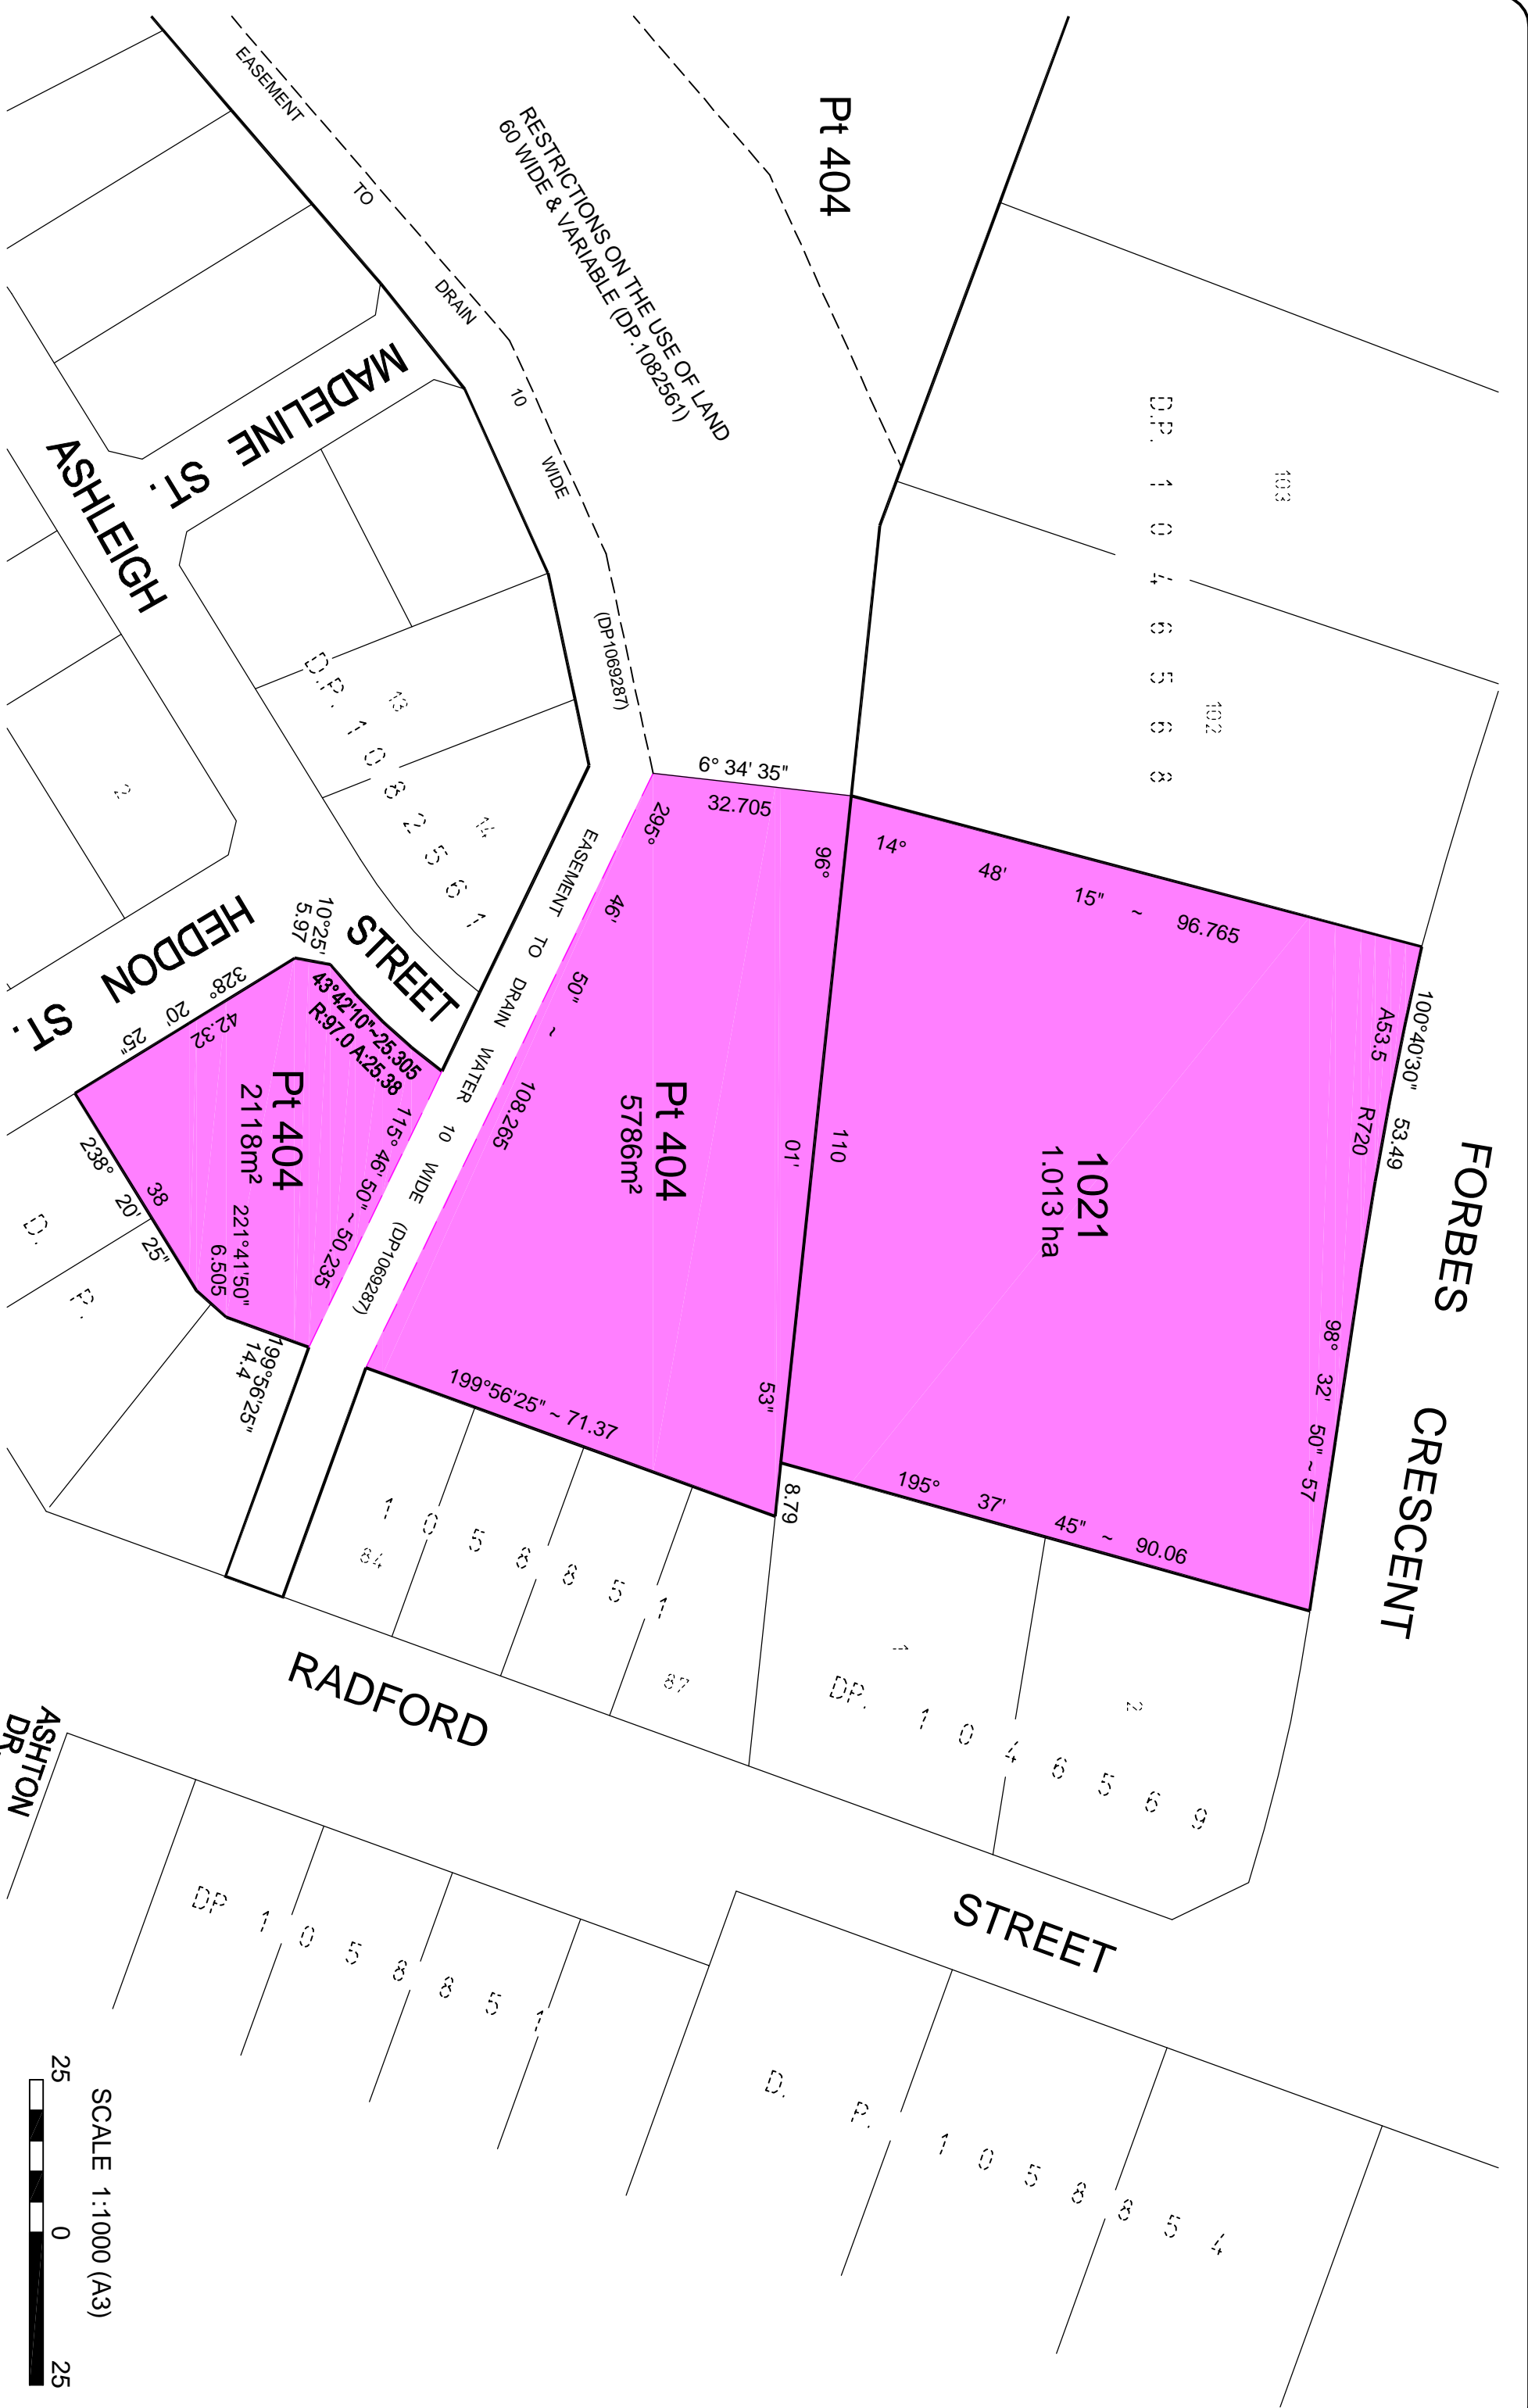 FORBES CRESCENT
100°40'30" 53.49
A53.5 R720
98° 32' 50" ~ 57
14° 48' 15" ~ 96.765
1021
1.013 ha
195° 37' 45" ~ 90.06
D.P. 1046568
103
102
Pt 404
RESTRICTIONS ON THE USE OF LAND
60 WIDE & VARIABLE (DP.1082561)
EASEMENT TO DRAIN 10 WIDE (DP1069287)
6° 34' 35"
32.705
96° 01' 53"
110
8.79
Pt 404
5786m²
295° 46' 50" ~ 108.265
199°56'25" ~ 71.37
EASEMENT TO DRAIN WATER 10 WIDE (DP1069287)
MADELINE ST.
ASHLEIGH STREET
HEDDON ST.
D.P. 1082561
13
14
2
10°25'
5.97
43°42'10"~25.305
R:97.0 A:25.38
328° 20' 25"
42.32
Pt 404
2118m²
115° 46' 50" ~ 50.235
238° 20' 25"
38
221°41'50"
6.505
199°56'25"
14.4
D. P.
1058851
84
87
DP. 1046569
1
2
RADFORD STREET
ASHTON
DR.
DP 1058851
D. P. 1058854
SCALE 1:1000 (A3)
25 0 25